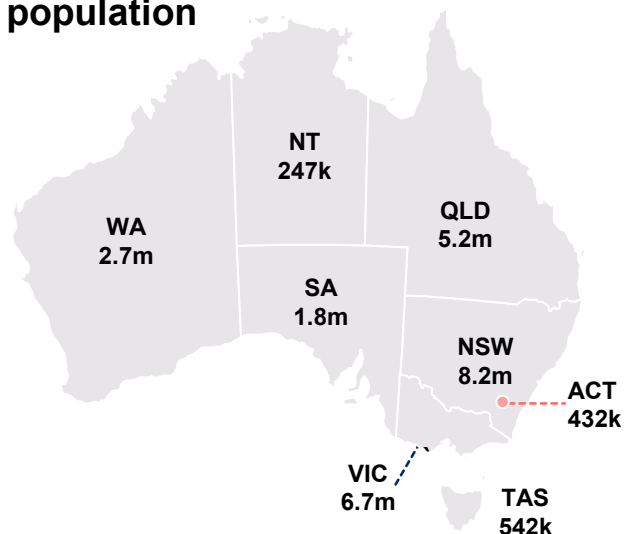 population
NT
247k
QLD
5.2m
WA
2.7m
SA
1.8m
NSW
8.2m
ACT
432k
VIC
6.7m
TAS
542k